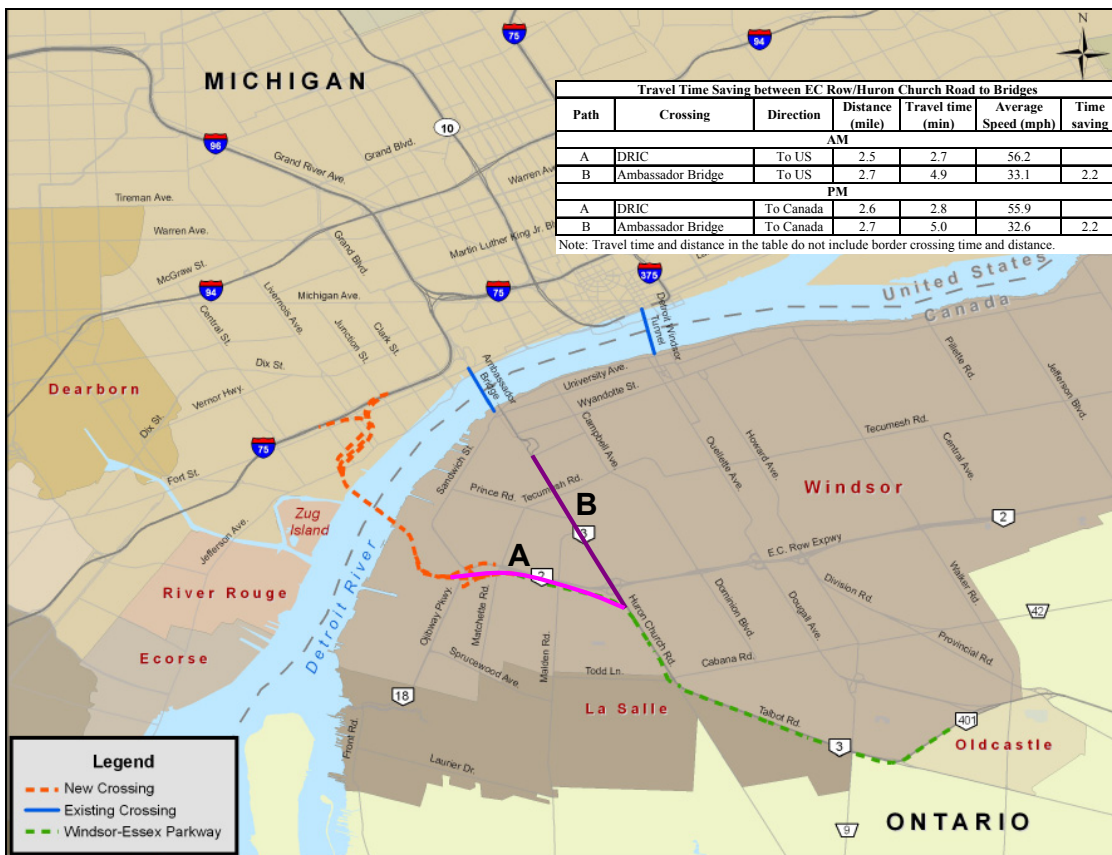 MICHIGAN
N
75
94
10
96
Grand River Ave.
Grand Blvd.
Warren Ave.
Tireman Ave.
Warren Ave.
McGraw St.
Grand Blvd.
Martin Luther King Jr. Bl
94
75
375
Livernois Ave.
Michigan Ave.
Central St.
Junction St.
Clark St.
Dix St.
Vernor Hwy.
Dearborn
Dix St.
75
Fort St.
Jefferson Ave.
Zug
Island
River Rouge
Ecorse
Detroit River
Travel Time Saving between EC Row/Huron Church Road to Bridges
Path Crossing Direction Distance (mile) Travel time (min) Average Speed (mph) Time saving
AM
A DRIC To US 2.5 2.7 56.2
B Ambassador Bridge To US 2.7 4.9 33.1 2.2
PM
A DRIC To Canada 2.6 2.8 55.9
B Ambassador Bridge To Canada 2.7 5.0 32.6 2.2
Note: Travel time and distance in the table do not include border crossing time and distance.
United States
Canada
Detroit Windsor
Tunnel
Ambassador
Bridge
University Ave.
Wyandotte St.
Campbell Ave.
Sandwich St.
Prince Rd.
Tecumseh Rd.
Ouellette Ave.
Howard Ave.
Tecumseh Rd.
Central Ave.
Pillette Rd.
Jefferson Blvd.
Windsor
B
3
A
2
2
E.C. Row Expwy
Ojibway Pkwy.
Matchette Rd.
Malden Rd.
Huron Church Rd.
Dominion Blvd.
Dougall Ave.
Division Rd.
Walker Rd.
42
Provincial Rd.
Cabana Rd.
Sprucewood Ave.
Todd Ln.
18
La Salle
Talbot Rd.
401
3
Oldcastle
Front Rd.
Laurier Dr.
9
ONTARIO
Legend
New Crossing
Existing Crossing
Windsor-Essex Parkway